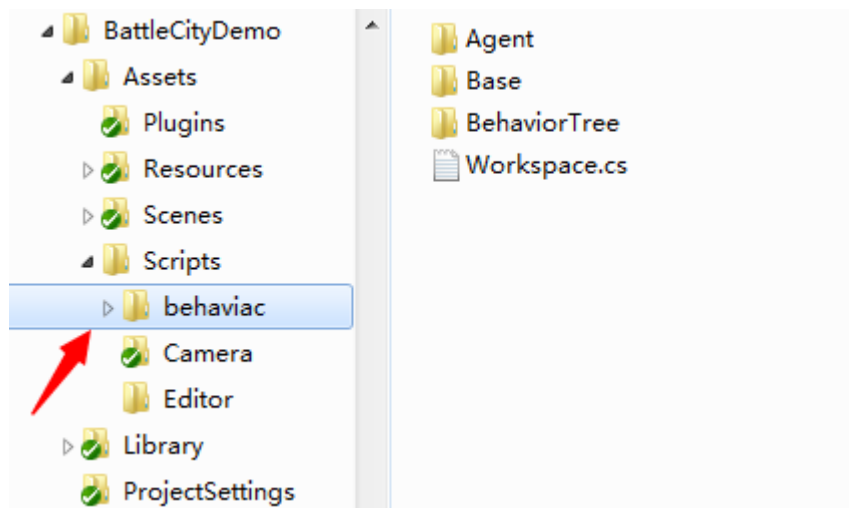 BattleCityDemo
Assets
Plugins
Resources
Scenes
Scripts
behaviac
Camera
Editor
Library
ProjectSettings
Agent
Base
BehaviorTree
Workspace.cs